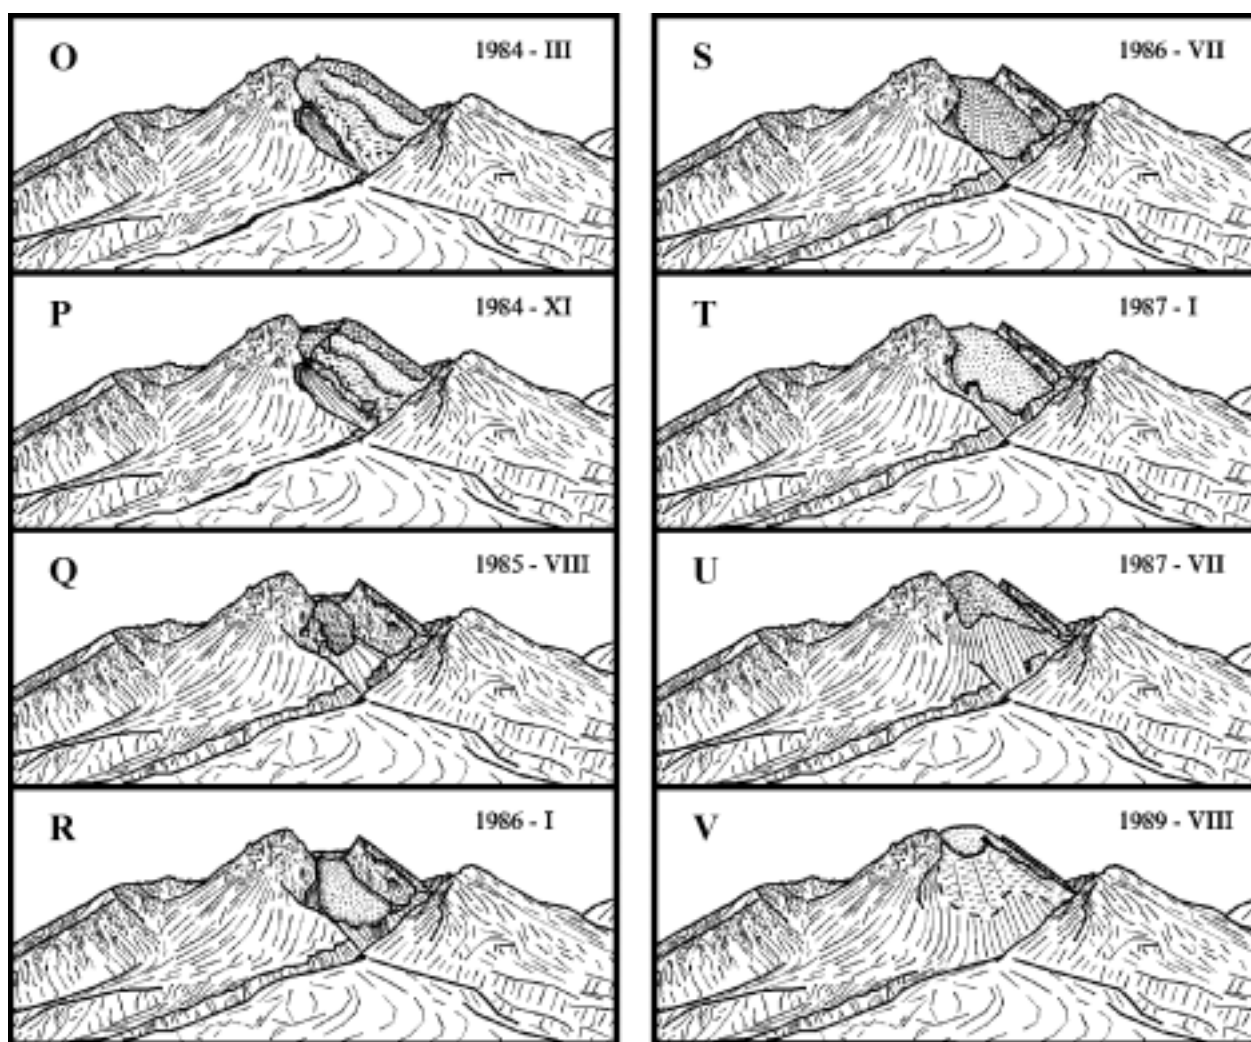 O 1984 - III
P 1984 - XI
Q 1985 - VIII
R 1986 - I
S 1986 - VII
T 1987 - I
U 1987 - VII
V 1989 - VIII